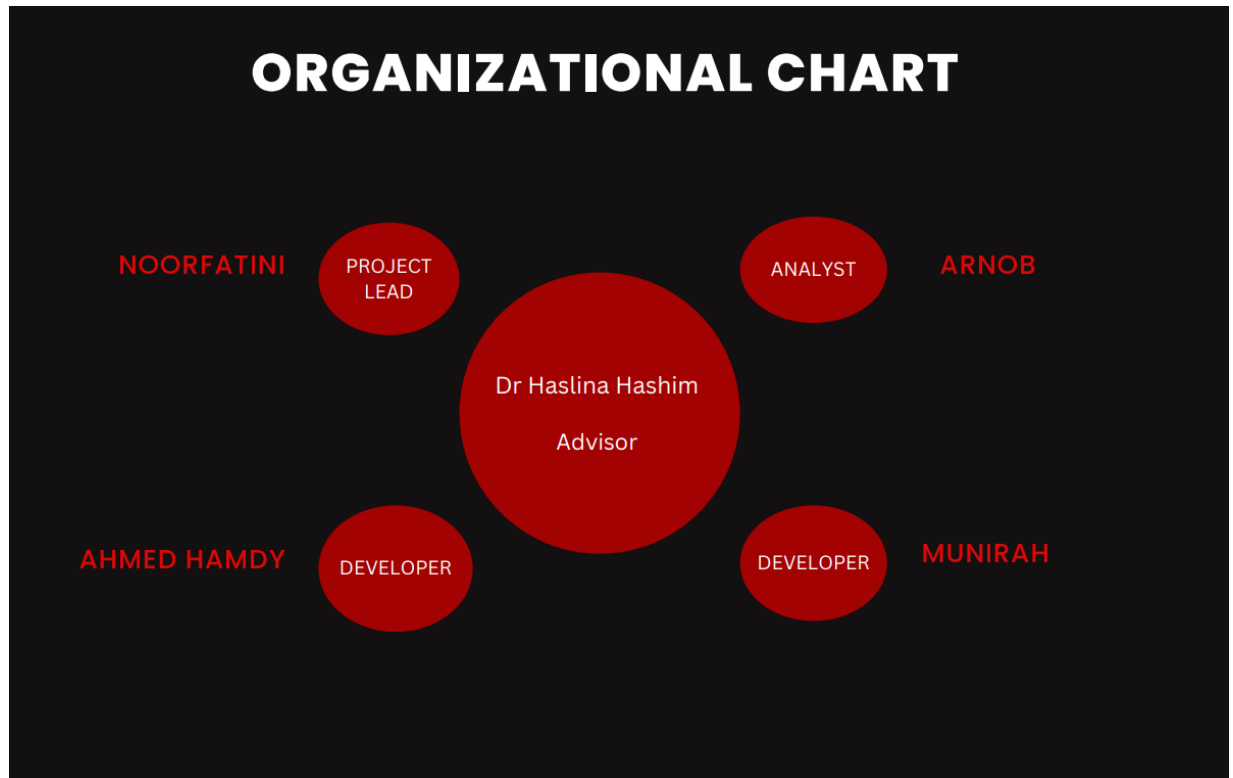 ORGANIZATIONAL CHART
NOORFATINI
PROJECT
LEAD
ANALYST
ARNOB
Dr Haslina Hashim
Advisor
AHMED HAMDY
DEVELOPER
DEVELOPER
MUNIRAH